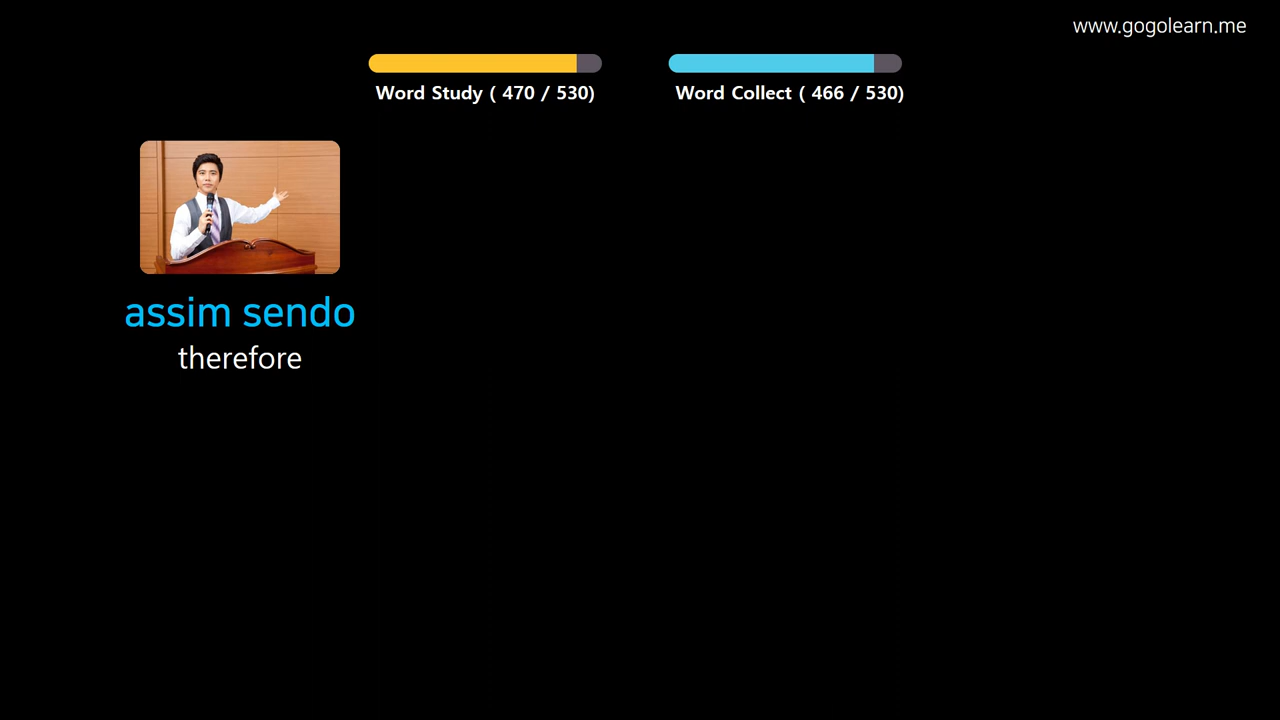 www.gogolearn.me
Word Study ( 470 / 530)
Word Collect ( 466 / 530)
assim sendo
therefore